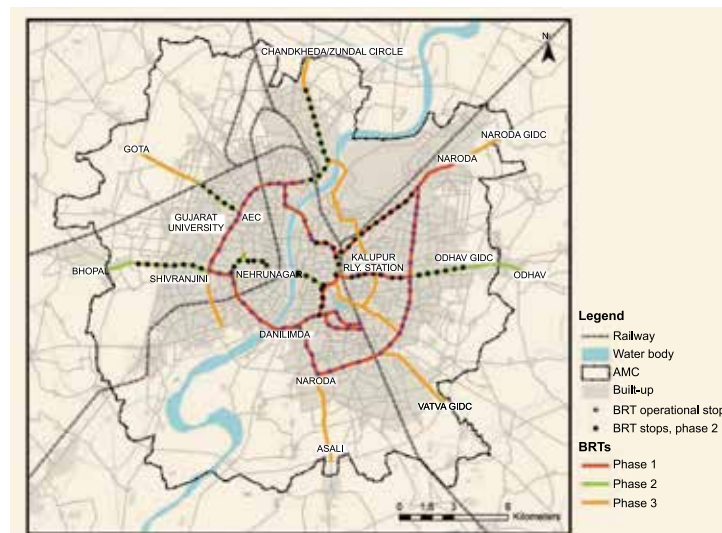 CHANDKHEDA/ZUNDAL CIRCLE
N
NARODA GIDC
GOTA
NARODA
GUJARAT
UNIVERSITY
AEC
KALUPUR
RLY. STATION
ODHAV GIDC
BHOPAL
SHIVRANJINI
NEHRUNAGAR
ODHAV
DANILIMDA
NARODA
VATVA GIDC
ASALI
0 1.5 3 6
Kilometers
Legend
Railway
Water body
AMC
Built-up
BRT operational stop
BRT stops, phase 2
BRTs
Phase 1
Phase 2
Phase 3